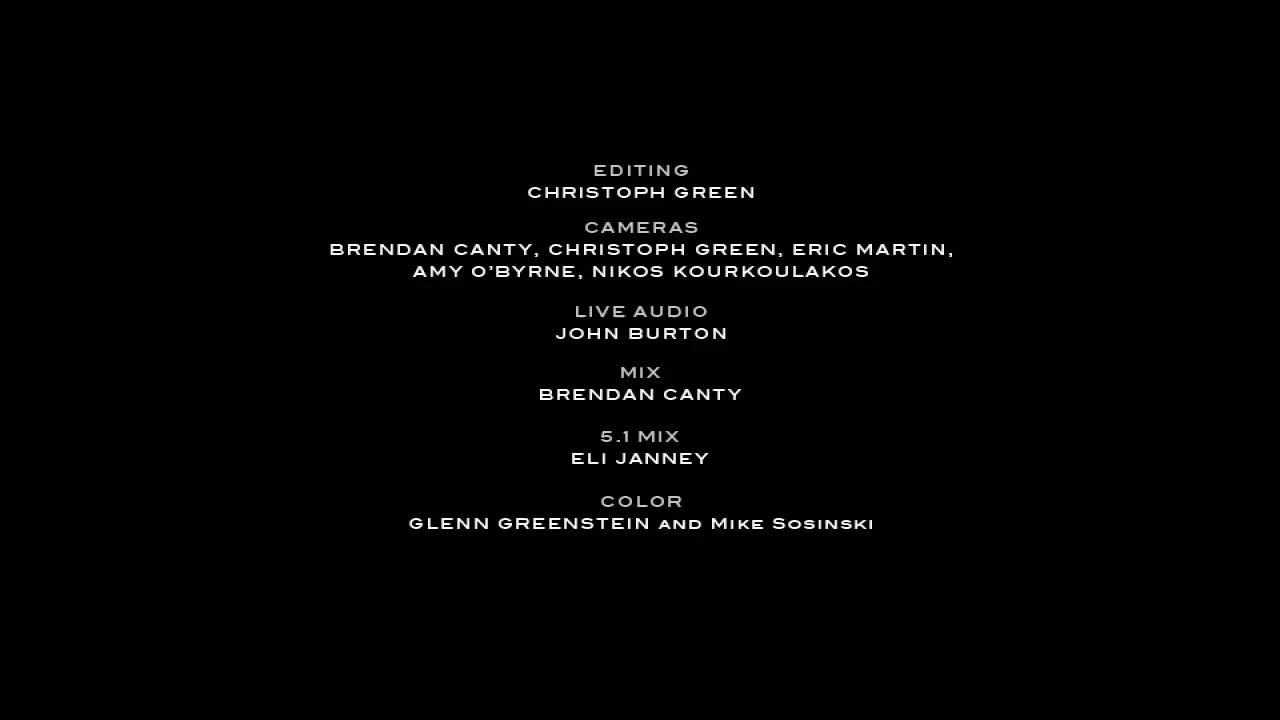 EDITING
CHRISTOPH GREEN
CAMERAS
BRENDAN CANTY, CHRISTOPH GREEN, ERIC MARTIN,
AMY O'BYRNE, NIKOS KOURKOULAKOS
LIVE AUDIO
JOHN BURTON
MIX
BRENDAN CANTY
5.1 MIX
ELI JANNEY
COLOR
GLENN GREENSTEIN and Mike Sosinski